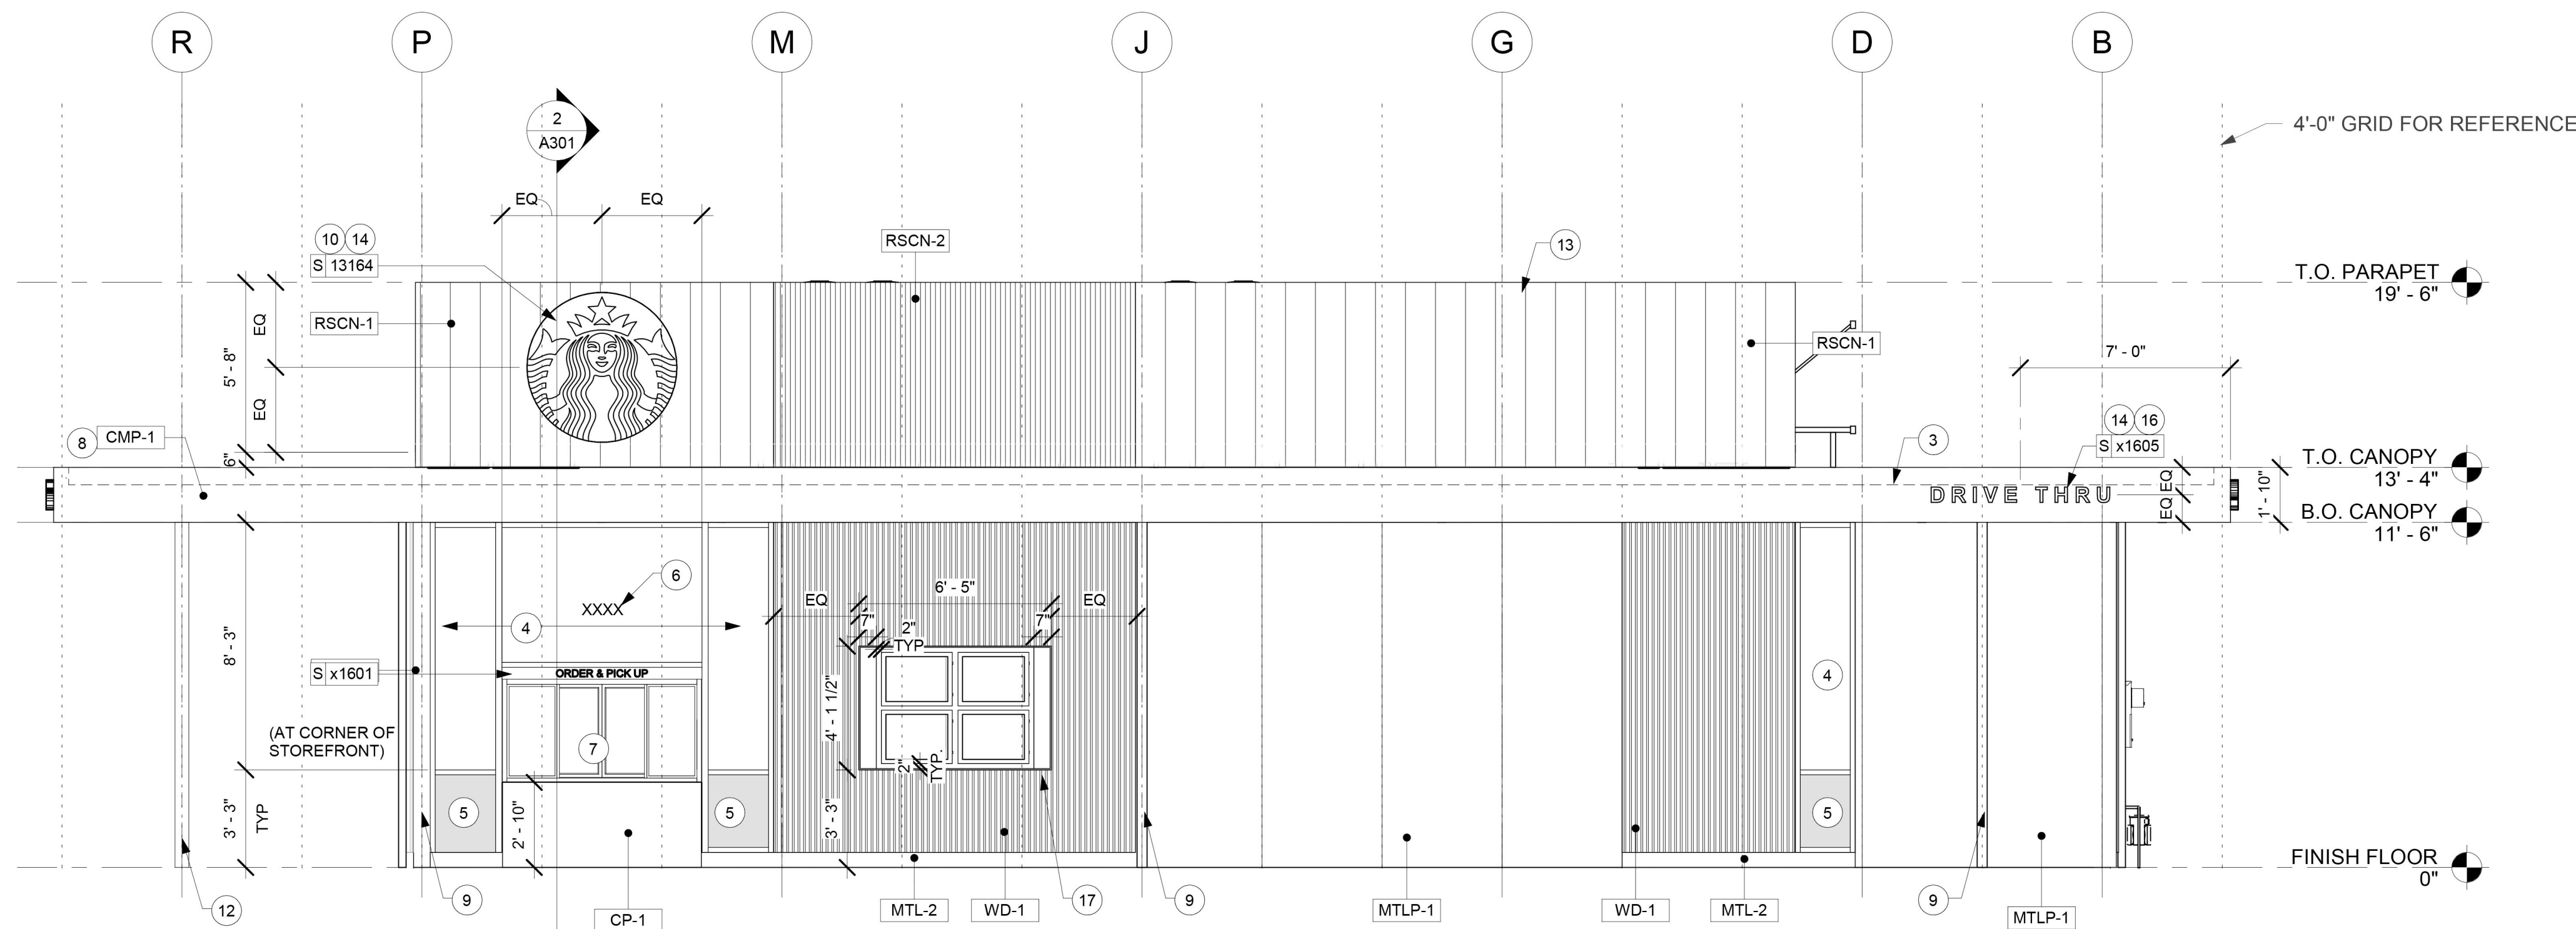 R
P
M
J
G
D
B
2
A301
4'-0" GRID FOR REFERENCE
EQ
EQ
10
14
S 13164
RSCN-2
13
T.O. PARAPET
19' - 6"
RSCN-1
EQ
5' - 8"
EQ
RSCN-1
7' - 0"
8
CMP-1
6"
3
14
16
S x1605
T.O. CANOPY
13' - 4"
DRIVE THRU
EQ
EQ
1' - 10"
B.O. CANOPY
11' - 6"
6
XXXX
4
EQ
6' - 5"
EQ
7"
2"
TYP
7"
8' - 3"
S x1601
ORDER & PICK UP
4
4' - 1 1/2"
(AT CORNER OF
STOREFRONT)
7
2"
TYP.
5
5
5
3' - 3"
TYP
2' - 10"
3' - 3"
FINISH FLOOR
0"
12
9
CP-1
MTL-2
WD-1
17
9
MTLP-1
WD-1
MTL-2
9
MTLP-1